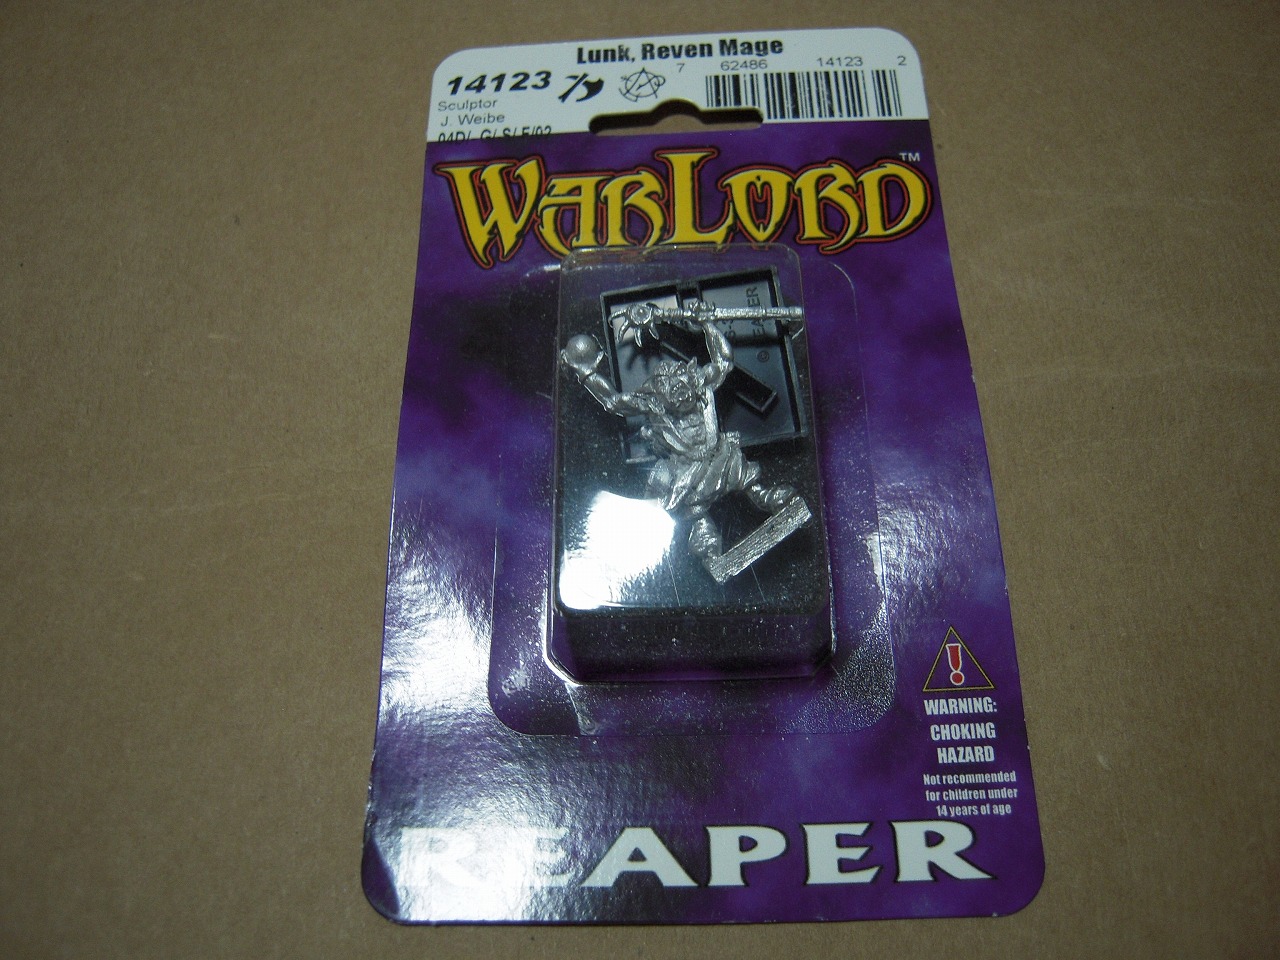 Lunk, Reven Mage
14123
7 62486 14123 2
Sculptor
J. Weibe
WARLORD™
REAPER
©
WARNING:
CHOKING
HAZARD
Not recommended
for children under
14 years of age
REAPER